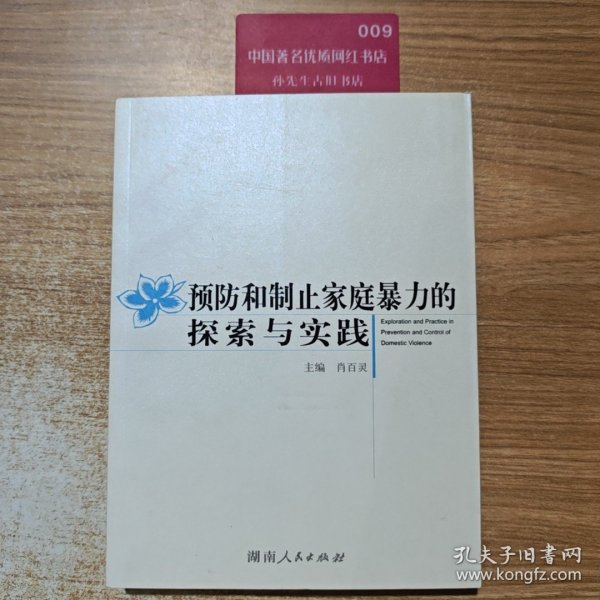 009
中国著名优质网红书店
孙先生古旧书店
预防和制止家庭暴力的
探索与实践
Exploration and Practice in
Prevention and Control of
Domestic Violence
主编 肖百灵
湖南人民出版社
孔夫子旧书网
www.kongfz.com